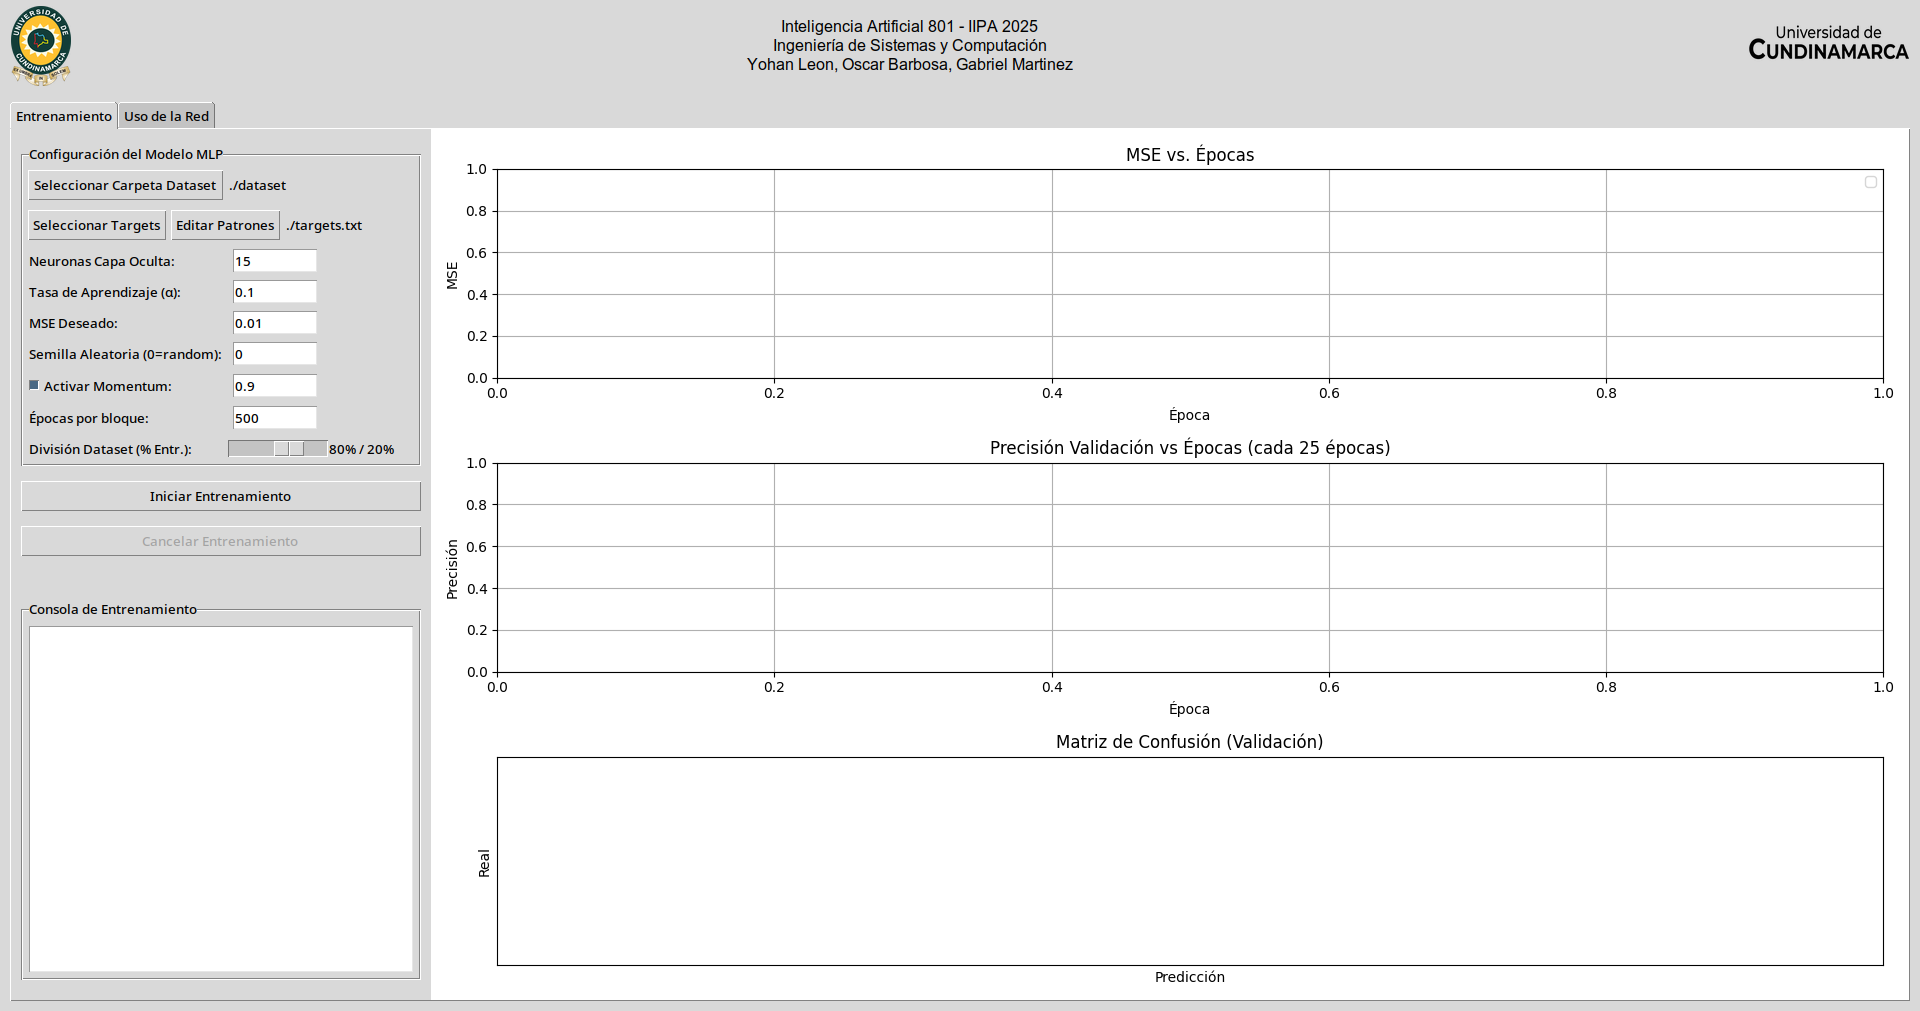 UNIVERSIDAD DE
CUNDINAMARCA
Inteligencia Artificial 801 - IIPA 2025
Ingeniería de Sistemas y Computación
Yohan Leon, Oscar Barbosa, Gabriel Martinez
Universidad de
CUNDINAMARCA
Entrenamiento
Uso de la Red
Configuración del Modelo MLP
Seleccionar Carpeta Dataset ./dataset
Seleccionar Targets Editar Patrones ./targets.txt
Neuronas Capa Oculta: 15
Tasa de Aprendizaje (α): 0.1
MSE Deseado: 0.01
Semilla Aleatoria (0=random): 0
Activar Momentum: 0.9
Épocas por bloque: 500
División Dataset (% Entr.): 80% / 20%
Iniciar Entrenamiento
Cancelar Entrenamiento
Consola de Entrenamiento
MSE vs. Épocas
MSE
1.0
0.8
0.6
0.4
0.2
0.0
0.0 0.2 0.4 0.6 0.8 1.0
Época
Precisión Validación vs Épocas (cada 25 épocas)
Precisión
1.0
0.8
0.6
0.4
0.2
0.0
0.0 0.2 0.4 0.6 0.8 1.0
Época
Matriz de Confusión (Validación)
Real
Predicción